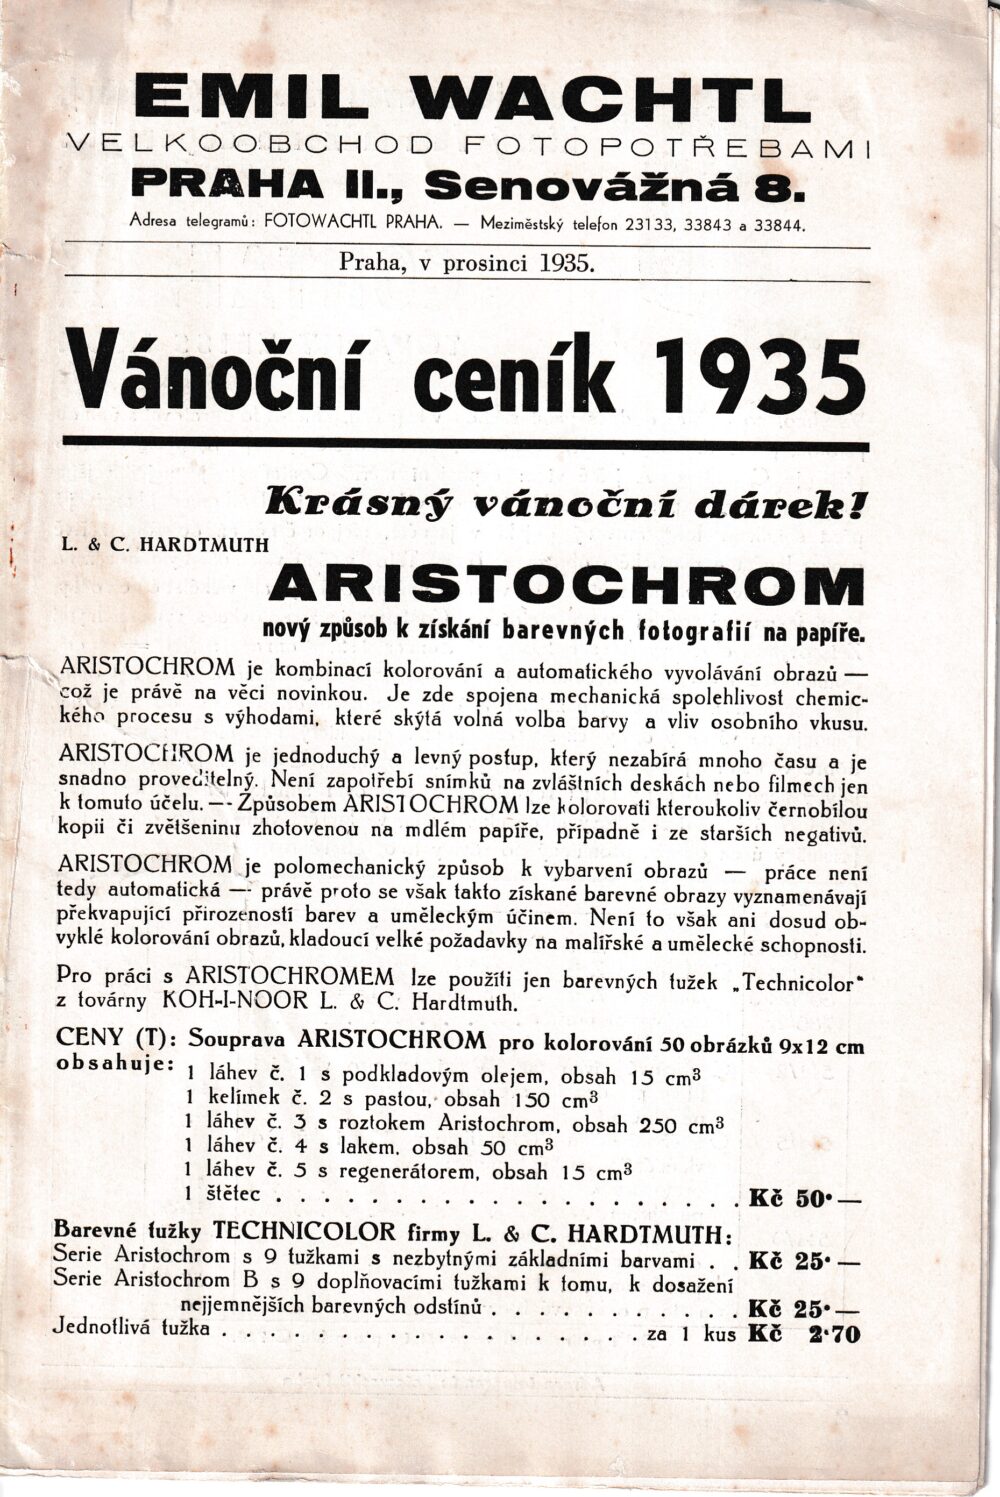 EMIL WACHTL
VELKOOBCHOD FOTOPOTŘEBAMI
PRAHA II., Senovážná 8.
Adresa telegramů: FOTOWACHTL PRAHA. — Meziměstský telefon 23133, 33843 a 33844.
Praha, v prosinci 1935.
Vánoční ceník 1935
Krásný vánoční dárek!
L. & C. HARDTMUTH
ARISTOCHROM
nový způsob k získání barevných fotografií na papíře.
ARISTOCHROM je kombinací kolorování a automatického vyvolávání obrazů —
což je právě na věci novinkou. Je zde spojena mechanická spolehlivost chemic-
kého procesu s výhodami, které skýtá volná volba barvy a vliv osobního vkusu.
ARISTOCHROM je jednoduchý a levný postup, který nezabírá mnoho času a je
snadno proveditelný. Není zapotřebí snímků na zvláštních deskách nebo filmech jen
k tomuto účelu. — Způsobem ARISTOCHROM lze kolorovati kteroukoliv černobílou
kopii či zvětšeninu zhotovenou na mdlém papíře, případně i ze starších negativů.
ARISTOCHROM je polomechanický způsob k vybarvení obrazů — práce není
tedy automatická — právě proto se však takto získané barevné obrazy vyznamenávají
překvapující přirozeností barev a uměleckým účinem. Není to však ani dosud ob-
vyklé kolorování obrazů, kladoucí velké požadavky na malířské a umělecké schopnosti.
Pro práci s ARISTOCHROMEM lze použíti jen barevných tužek „Technicolor“
z továrny KOH-I-NOOR L. & C. Hardtmuth.
CENY (T): Souprava ARISTOCHROM pro kolorování 50 obrázků 9x12 cm
obsahuje:
1 láhev č. 1 s podkladovým olejem, obsah 15 cm³
1 kelímek č. 2 s pastou, obsah 150 cm³
1 láhev č. 3 s roztokem Aristochrom, obsah 250 cm³
1 láhev č. 4 s lakem, obsah 50 cm³
1 láhev č. 5 s regenerátorem, obsah 15 cm³
1 štětec . . . . . . . . . . . . . . . . . . . . Kč 50·—
Barevné tužky TECHNICOLOR firmy L. & C. HARDTMUTH:
Serie Aristochrom s 9 tužkami s nezbytnými základními barvami . . Kč 25·—
Serie Aristochrom B s 9 doplňovacími tužkami k tomu, k dosažení
nejjemnějších barevných odstínů . . . . . . . . . . . Kč 25·—
Jednotlivá tužka . . . . . . . . . . . . . . . . . . za 1 kus Kč 2·70